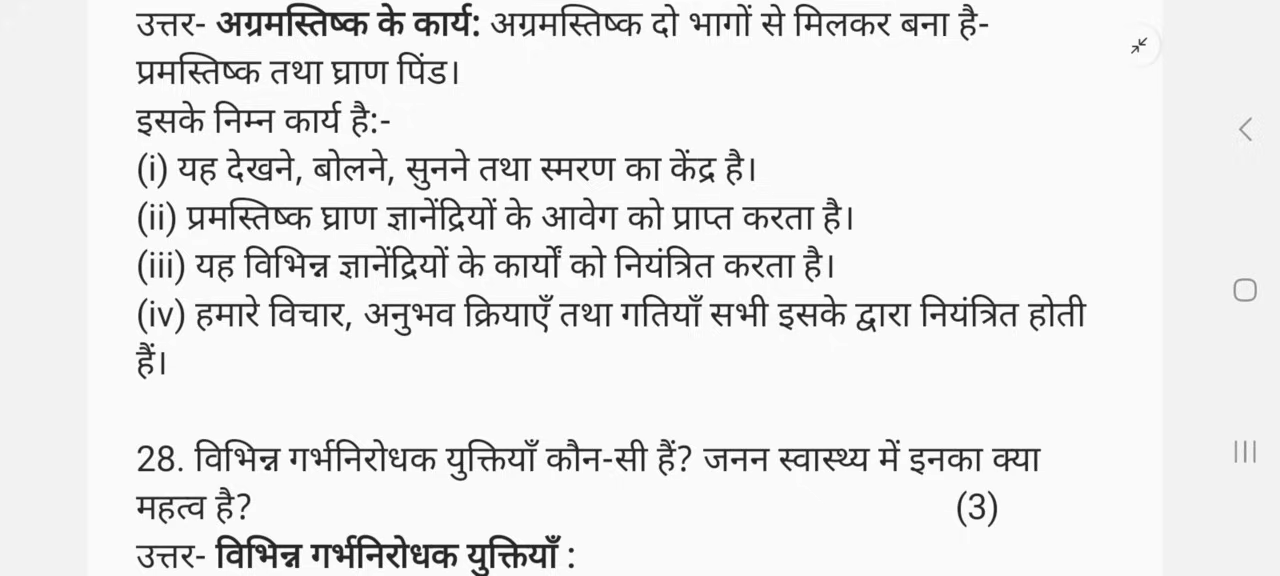 उत्तर- अग्रमस्तिष्क के कार्य: अग्रमस्तिष्क दो भागों से मिलकर बना है-
प्रमस्तिष्क तथा घ्राण पिंड।
इसके निम्न कार्य है:-
(i) यह देखने, बोलने, सुनने तथा स्मरण का केंद्र है।
(ii) प्रमस्तिष्क घ्राण ज्ञानेंद्रियों के आवेग को प्राप्त करता है।
(iii) यह विभिन्न ज्ञानेंद्रियों के कार्यों को नियंत्रित करता है।
(iv) हमारे विचार, अनुभव क्रियाएँ तथा गतियाँ सभी इसके द्वारा नियंत्रित होती
हैं।
28. विभिन्न गर्भनिरोधक युक्तियाँ कौन-सी हैं? जनन स्वास्थ्य में इनका क्या
महत्व है? (3)
उत्तर- विभिन्न गर्भनिरोधक युक्तियाँ :